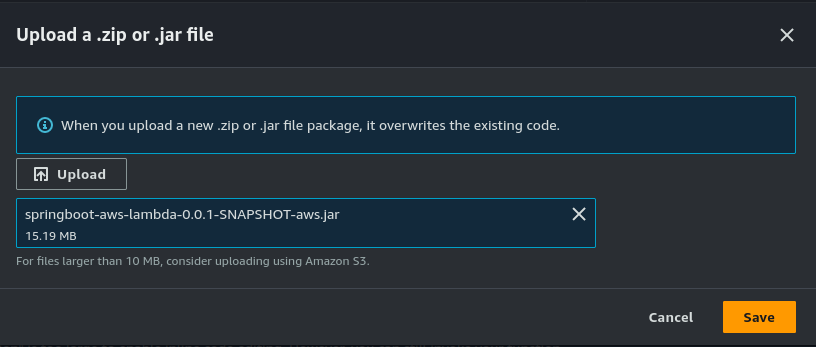 Upload a .zip or .jar file
When you upload a new .zip or .jar file package, it overwrites the existing code.
Upload
springboot-aws-lambda-0.0.1-SNAPSHOT-aws.jar
15.19 MB
For files larger than 10 MB, consider uploading using Amazon S3.
Cancel
Save